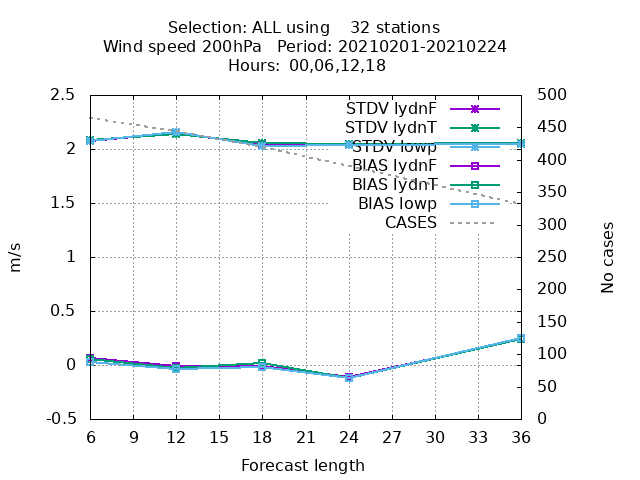 Selection: ALL using    32 stations
Wind speed 200hPa   Period: 20210201-20210224
Hours: 00,06,12,18
2.5
2
1.5
1
0.5
0
-0.5
m/s
500
450
400
350
300
250
200
150
100
50
0
No cases
STDV lydnF
STDV lydnT
STDV lowp
BIAS lydnF
BIAS lydnT
BIAS lowp
CASES
6 9 12 15 18 21 24 27 30 33 36
Forecast length